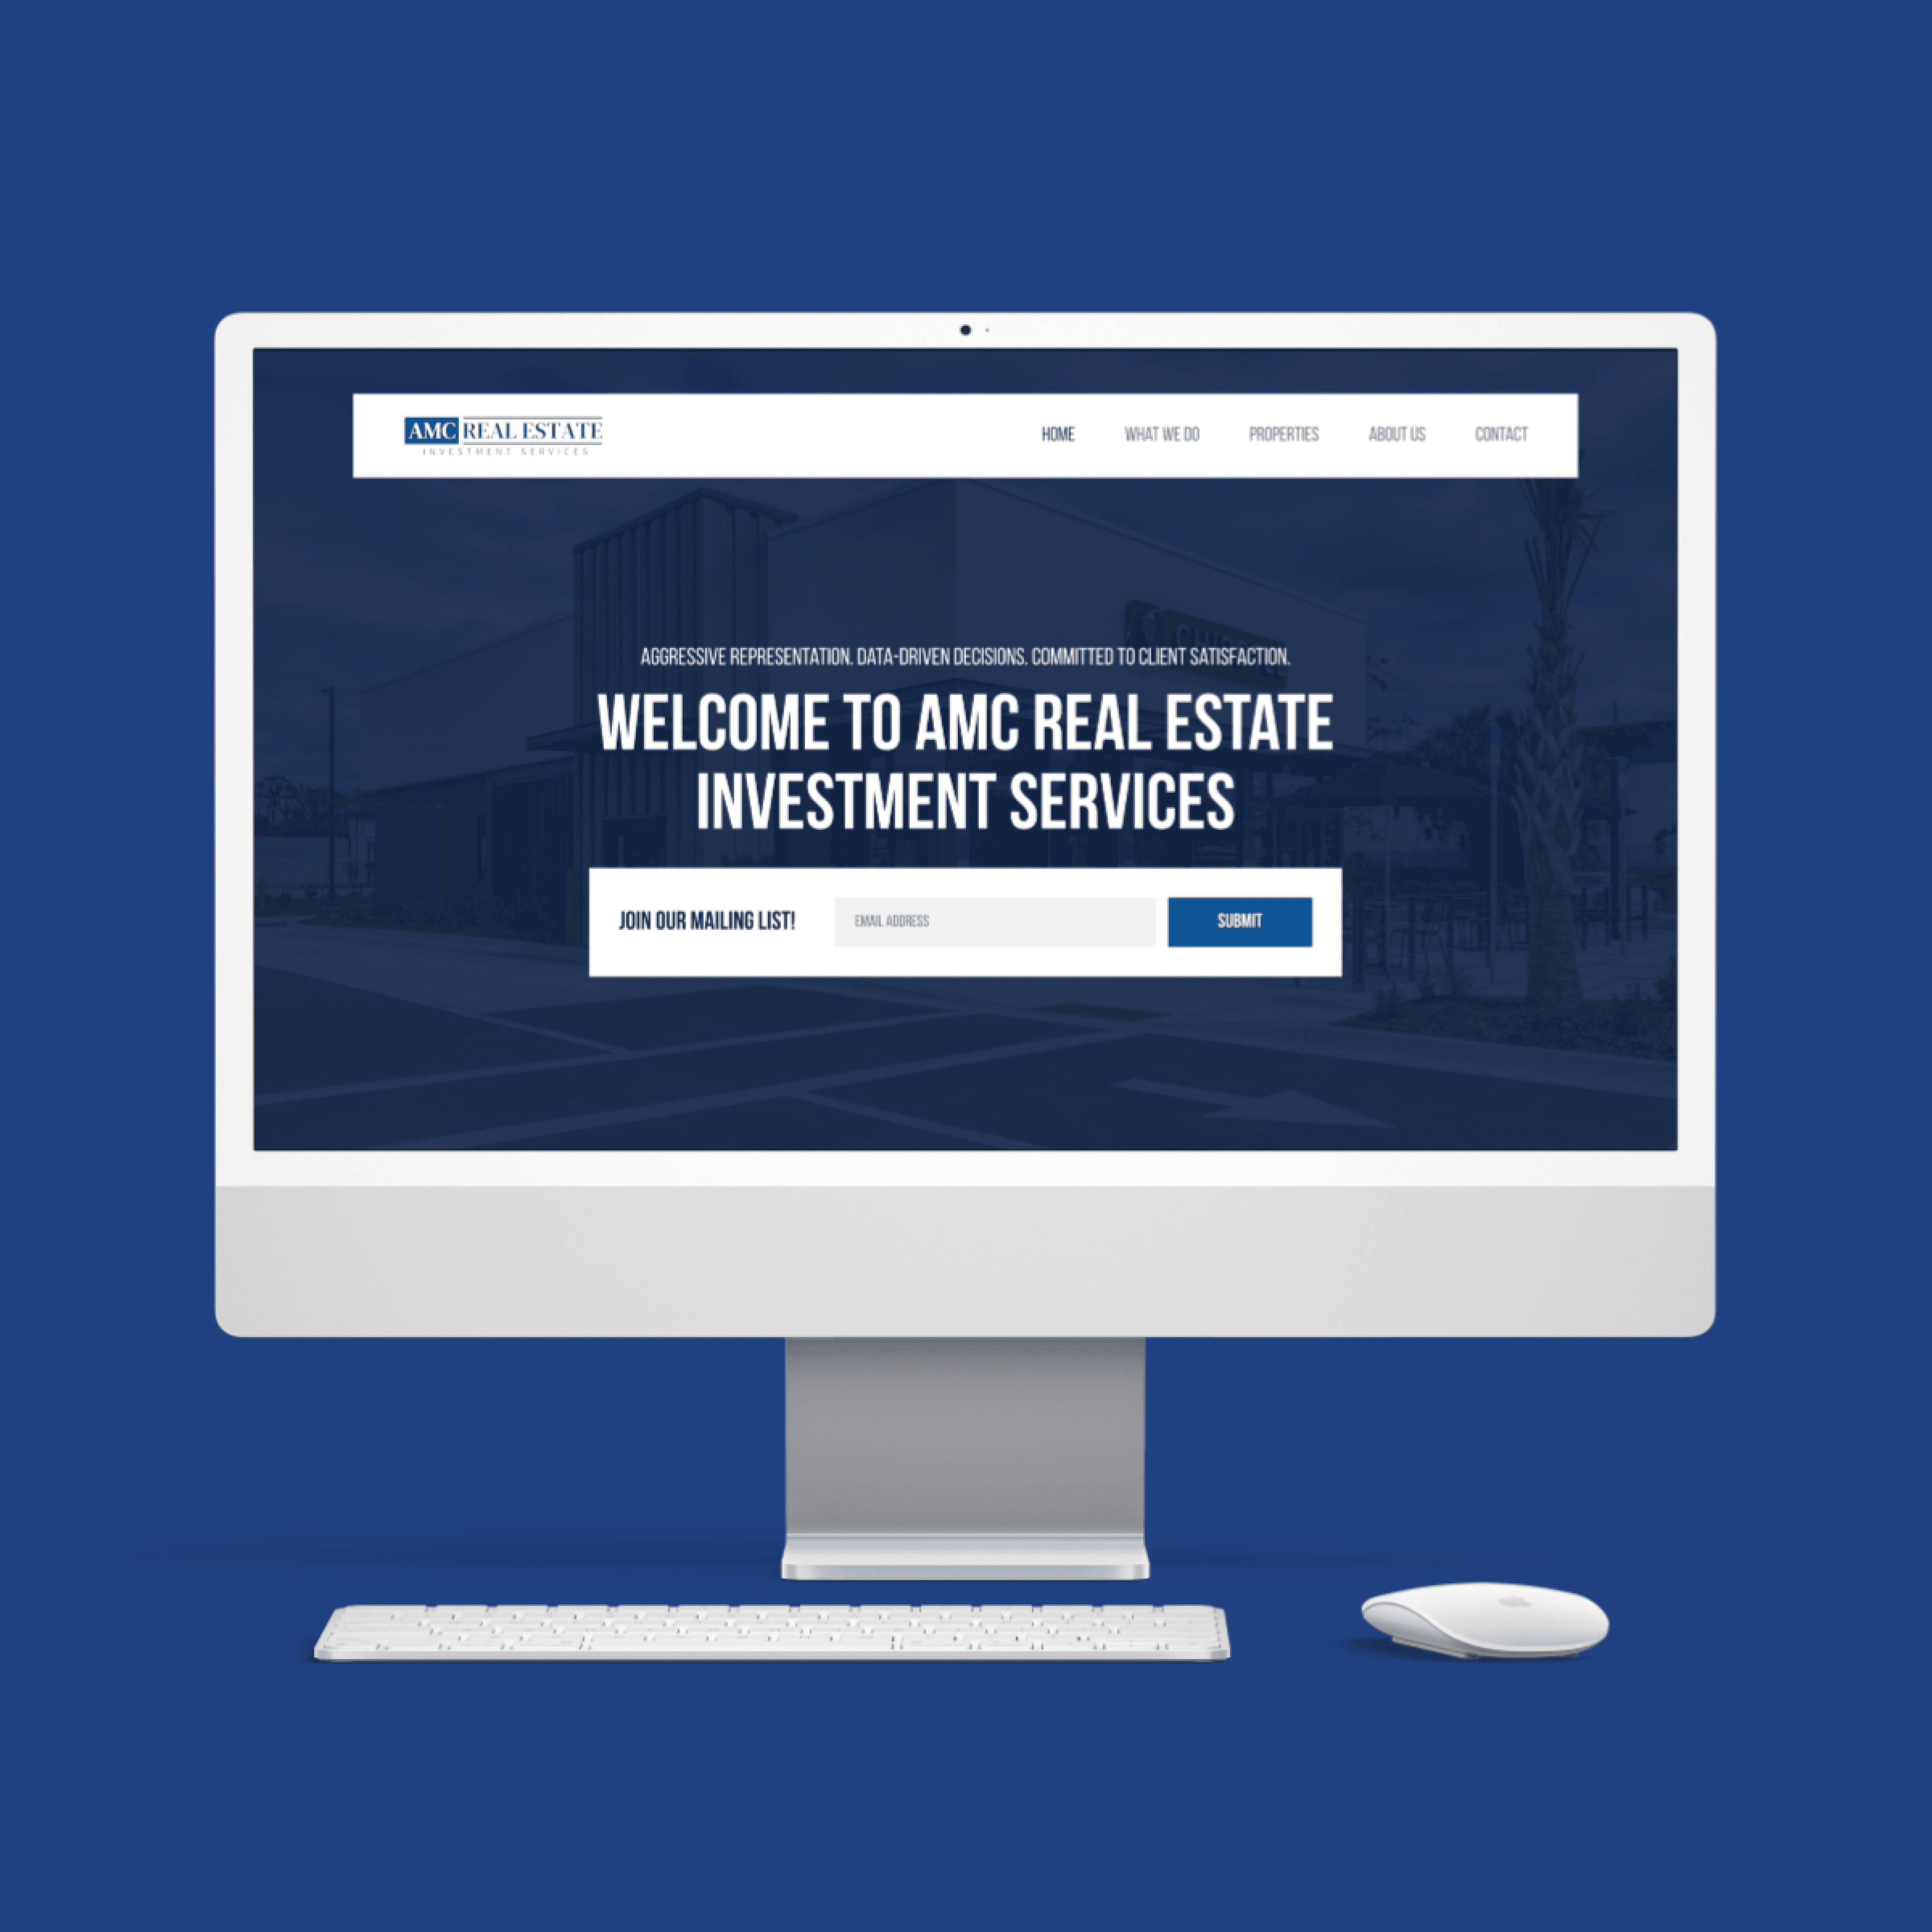 AMC REAL ESTATE
INVESTMENT SERVICES
HOME WHAT WE DO PROPERTIES ABOUT US CONTACT
AGGRESSIVE REPRESENTATION. DATA-DRIVEN DECISIONS. COMMITTED TO CLIENT SATISFACTION.
WELCOME TO AMC REAL ESTATE
INVESTMENT SERVICES
JOIN OUR MAILING LIST! EMAIL ADDRESS SUBMIT